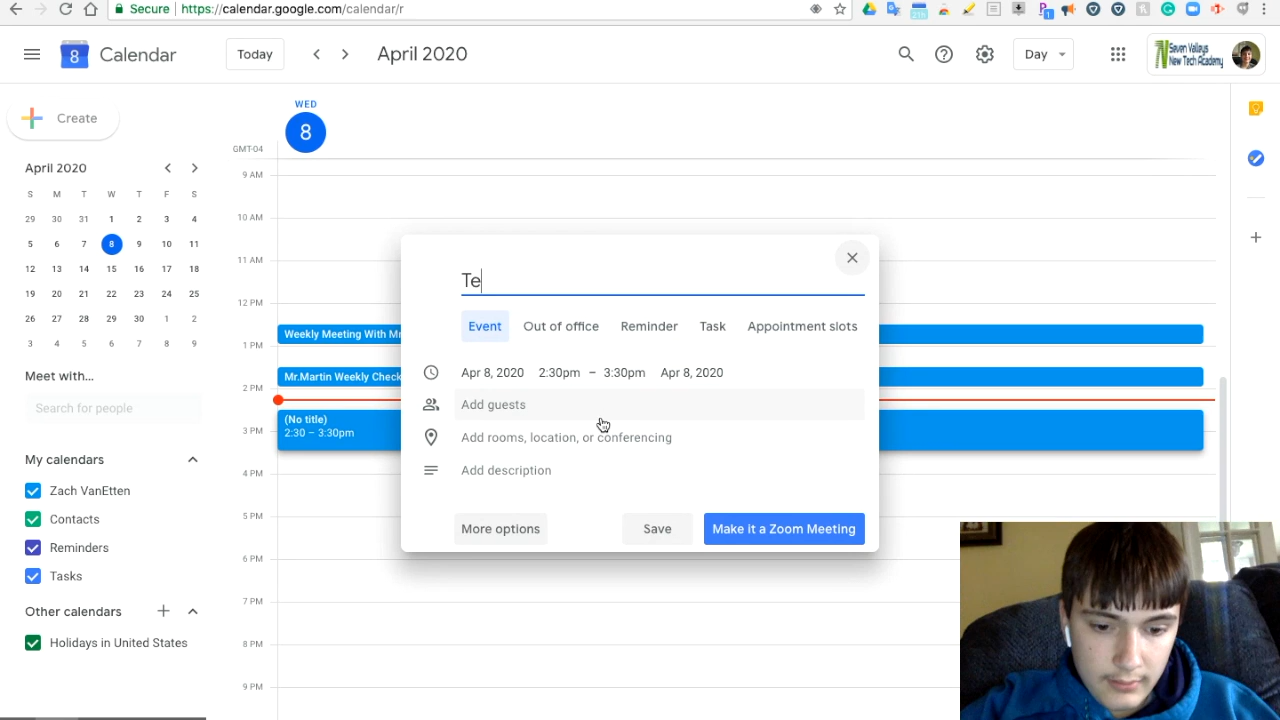 Secure https://calendar.google.com/calendar/r
8 Calendar Today April 2020 Day Seven Valleys New Tech Academy
Create
WED
8
GMT-04
April 2020
S M T W T F S
29 30 31 1 2 3 4
5 6 7 8 9 10 11
12 13 14 15 16 17 18
19 20 21 22 23 24 25
26 27 28 29 30 1 2
3 4 5 6 7 8 9
Meet with...
Search for people
My calendars
Zach VanEtten
Contacts
Reminders
Tasks
Other calendars
Holidays in United States
9 AM
10 AM
11 AM
12 PM
1 PM
2 PM
3 PM
4 PM
5 PM
6 PM
7 PM
8 PM
9 PM
Weekly Meeting With Mr
Mr.Martin Weekly Check
(No title)
2:30 – 3:30pm
Te
Event Out of office Reminder Task Appointment slots
Apr 8, 2020 2:30pm – 3:30pm Apr 8, 2020
Add guests
Add rooms, location, or conferencing
Add description
More options Save Make it a Zoom Meeting